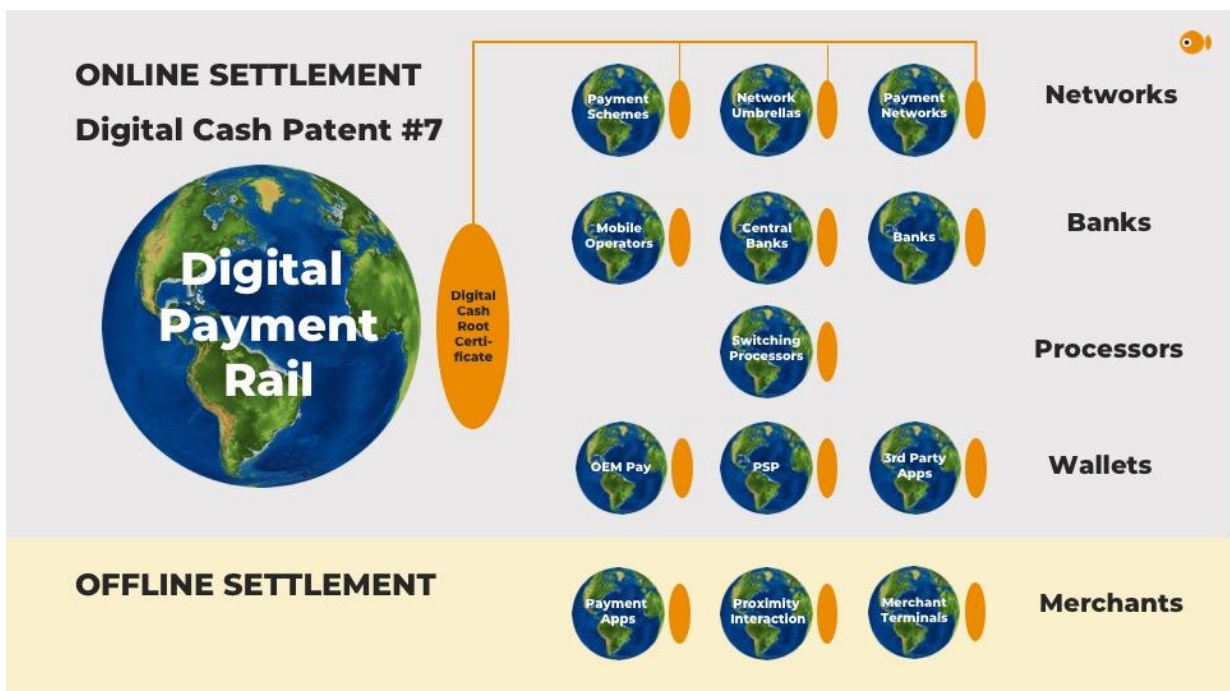 ONLINE SETTLEMENT
Digital Cash Patent #7
Digital
Payment
Rail
Digital
Cash
Root
Certi-
ficate
Payment
Schemes
Network
Umbrellas
Payment
Networks
Networks
Mobile
Operators
Central
Banks
Banks
Banks
Switching
Processors
Processors
OEM Pay
PSP
3rd Party
Apps
Wallets
OFFLINE SETTLEMENT
Payment
Apps
Proximity
Interaction
Merchant
Terminals
Merchants